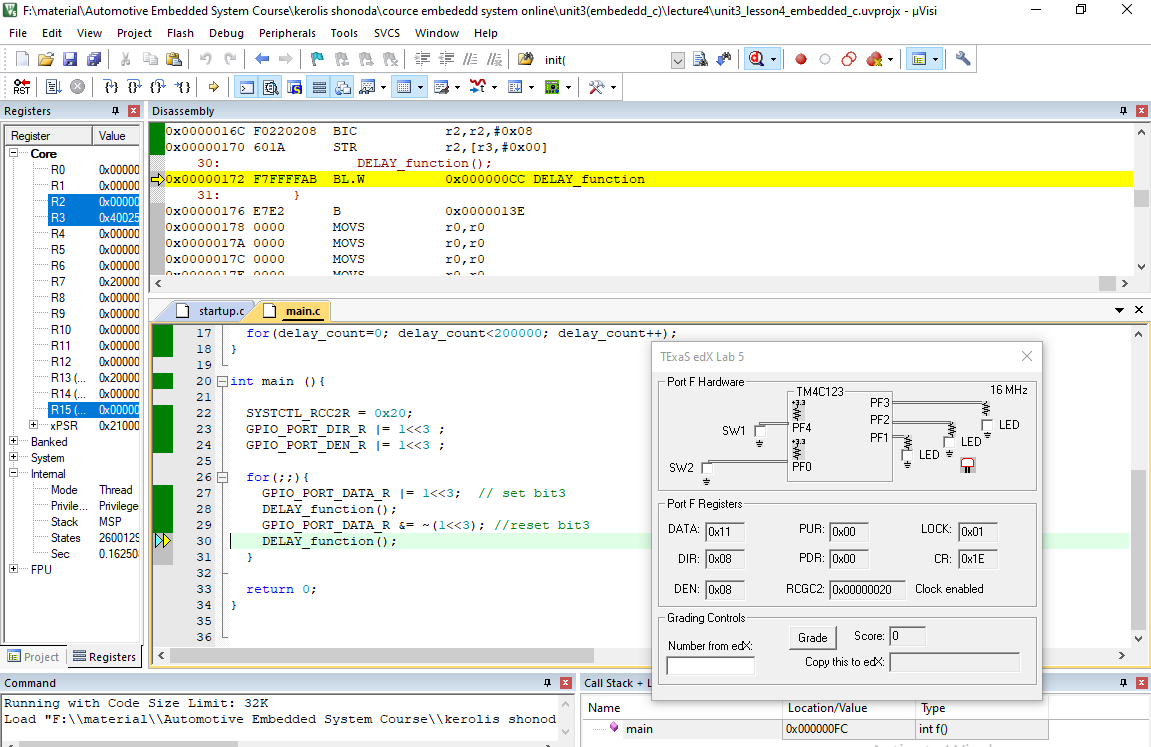 F:\material\Automotive Embedded System Course\kerolis shonoda\cource embededd system online\unit3(embededd_c)\lecture4\unit3_lesson4_embedded_c.uvprojx - µVisi
File Edit View Project Flash Debug Peripherals Tools SVCS Window Help
init(
RST
Registers
Register Value
Core
R0 0x00000
R1 0x00000
R2 0x00000
R3 0x40025
R4 0x00000
R5 0x00000
R6 0x00000
R7 0x20000
R8 0x00000
R9 0x00000
R10 0x00000
R11 0x00000
R12 0x00000
R13 (... 0x20000
R14 (... 0x00000
R15 (... 0x00000
xPSR 0x21000
Banked
System
Internal
Mode Thread
Privile... Privilege
Stack MSP
States 2600129
Sec 0.16250
FPU
Project Registers
Disassembly
0x0000016C F0220208 BIC r2,r2,#0x08
0x00000170 601A STR r2,[r3,#0x00]
30: DELAY_function();
0x00000172 F7FFFFAB BL.W 0x000000CC DELAY_function
31: }
0x00000176 E7E2 B 0x0000013E
0x00000178 0000 MOVS r0,r0
0x0000017A 0000 MOVS r0,r0
0x0000017C 0000 MOVS r0,r0
0x0000017E 0000 MOVS r0,r0
startup.c main.c
17 for(delay_count=0; delay_count<200000; delay_count++);
18 }
19
20 int main (){
21
22 SYSTCTL_RCC2R = 0x20;
23 GPIO_PORT_DIR_R |= 1<<3 ;
24 GPIO_PORT_DEN_R |= 1<<3 ;
25
26 for(;;){
27 GPIO_PORT_DATA_R |= 1<<3; // set bit3
28 DELAY_function();
29 GPIO_PORT_DATA_R &= ~(1<<3); //reset bit3
30 DELAY_function();
31 }
32
33 return 0;
34 }
35
36
TExaS edX Lab 5
Port F Hardware
16 MHz
TM4C123
+3.3
PF3
PF2
PF1
PF4
+3.3
PF0
SW1
SW2
LED
LED
LED
Port F Registers
DATA: 0x11 PUR: 0x00 LOCK: 0x01
DIR: 0x08 PDR: 0x00 CR: 0x1E
DEN: 0x08 RCGC2: 0x00000020 Clock enabled
Grading Controls
Number from edX: Grade Score: 0
Copy this to edX:
Command
Running with Code Size Limit: 32K
Load "F:\\material\\Automotive Embedded System Course\\kerolis shonod
Call Stack + L
Name Location/Value Type
main 0x000000FC int f()